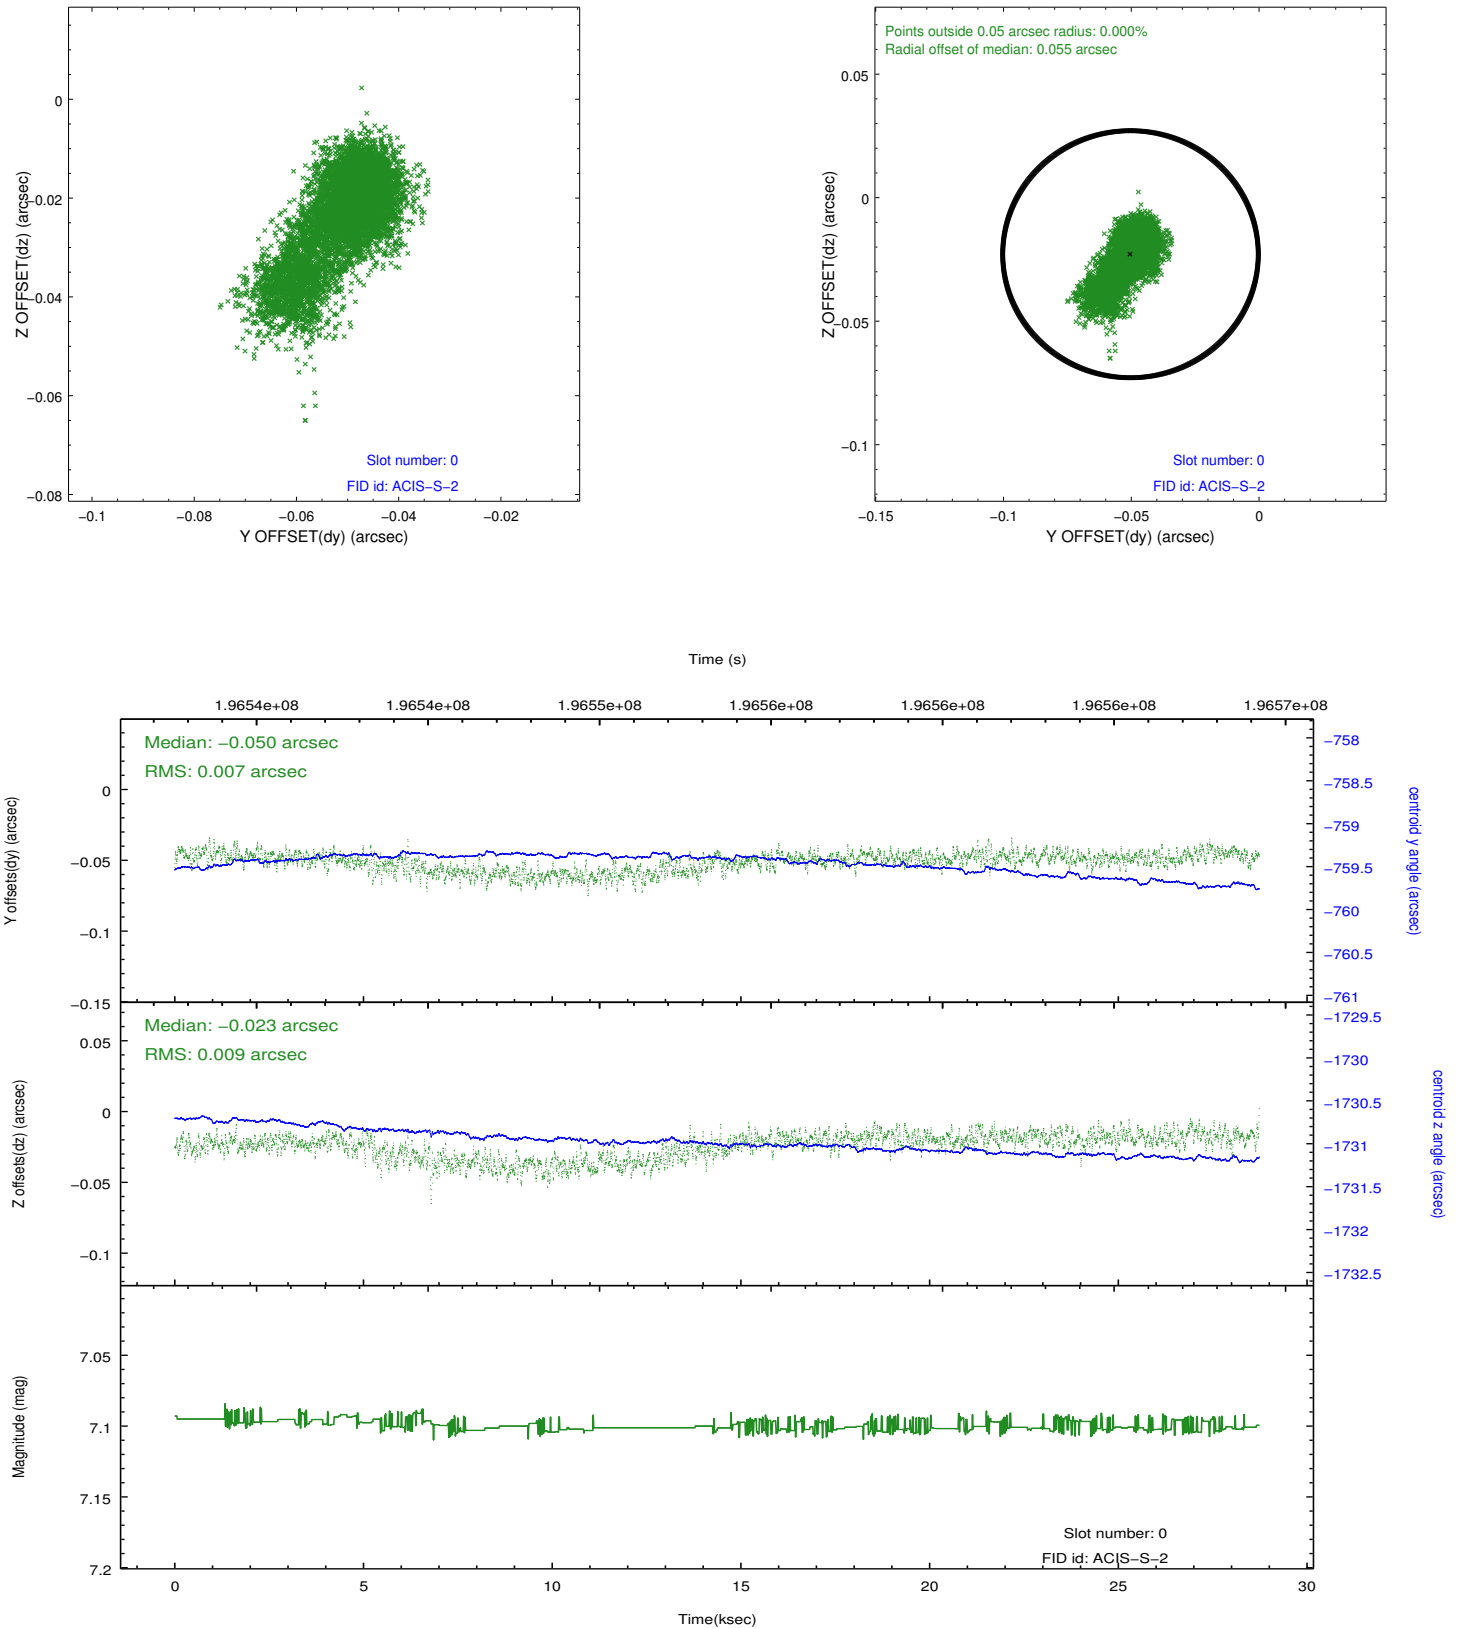 0
−0.02
−0.04
−0.06
−0.08
−0.1
−0.08
−0.06
−0.04
−0.02
Z OFFSET(dz) (arcsec)
Y OFFSET(dy) (arcsec)
Slot number: 0
FID id: ACIS−S−2
Points outside 0.05 arcsec radius: 0.000%
Radial offset of median: 0.055 arcsec
0.05
0
−0.05
−0.1
−0.15
−0.1
−0.05
0
Z OFFSET(dz) (arcsec)
Y OFFSET(dy) (arcsec)
Slot number: 0
FID id: ACIS−S−2
Time (s)
1.9654e+08
1.9654e+08
1.9655e+08
1.9656e+08
1.9656e+08
1.9656e+08
1.9657e+08
Median: −0.050 arcsec
RMS: 0.007 arcsec
0
−0.05
−0.1
−0.15
Y offsets(dy) (arcsec)
−758
−758.5
−759
−759.5
−760
−760.5
−761
centroid y angle (arcsec)
Median: −0.023 arcsec
RMS: 0.009 arcsec
0.05
0
−0.05
−0.1
Z offsets(dz) (arcsec)
−1729.5
−1730
−1730.5
−1731
−1731.5
−1732
−1732.5
centroid z angle (arcsec)
7.05
7.1
7.15
7.2
Magnitude (mag)
Slot number: 0
FID id: ACIS−S−2
0
5
10
15
20
25
30
Time(ksec)